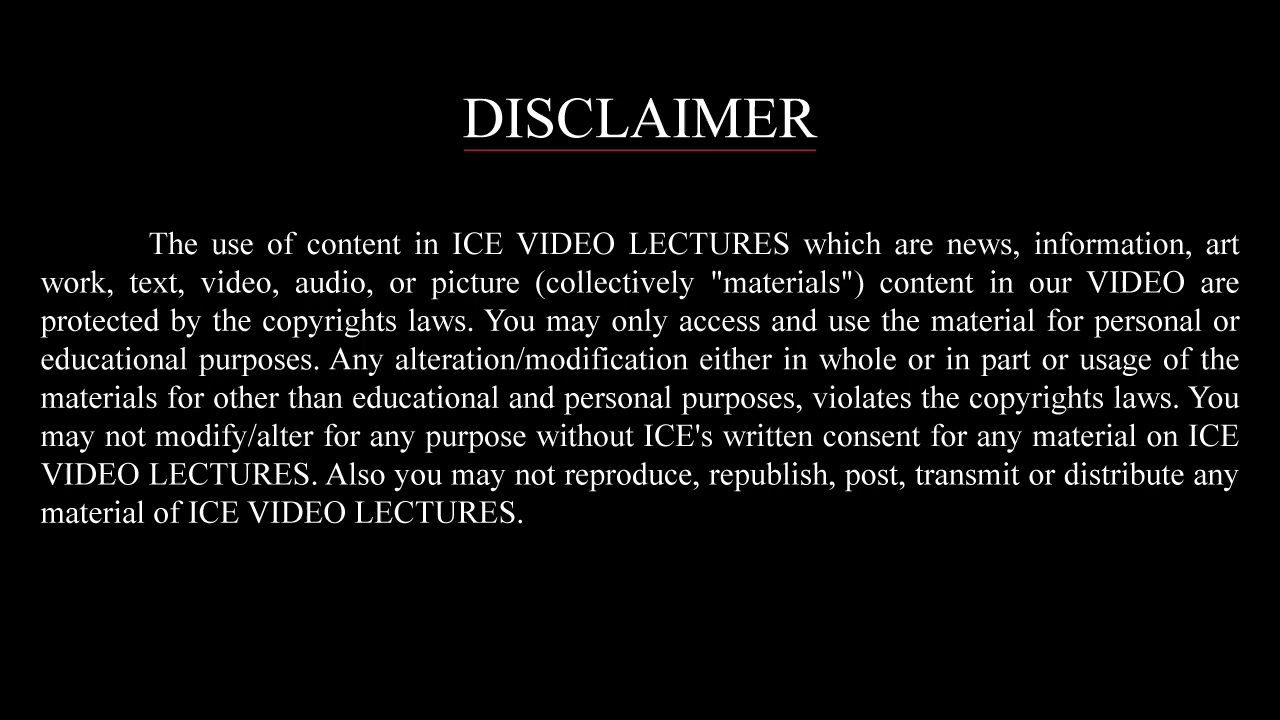 DISCLAIMER
The use of content in ICE VIDEO LECTURES which are news, information, art
work, text, video, audio, or picture (collectively "materials") content in our VIDEO are
protected by the copyrights laws. You may only access and use the material for personal or
educational purposes. Any alteration/modification either in whole or in part or usage of the
materials for other than educational and personal purposes, violates the copyrights laws. You
may not modify/alter for any purpose without ICE's written consent for any material on ICE
VIDEO LECTURES. Also you may not reproduce, republish, post, transmit or distribute any
material of ICE VIDEO LECTURES.